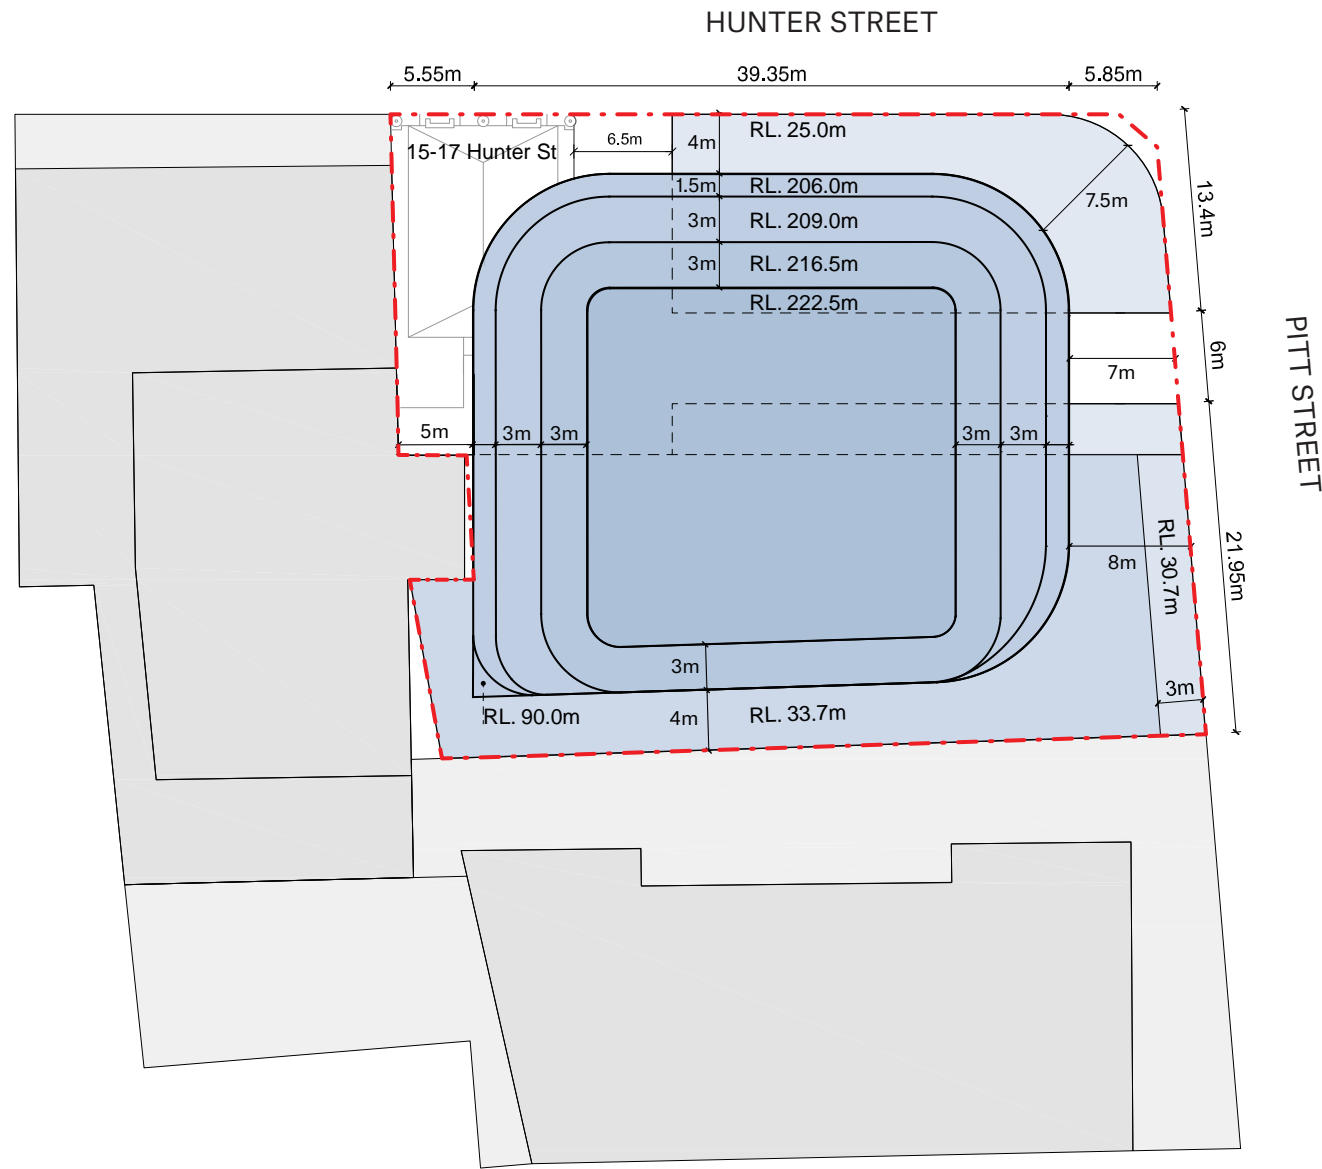 HUNTER STREET
5.55m
39.35m
5.85m
15-17 Hunter St
6.5m
4m
RL. 25.0m
1.5m
RL. 206.0m
3m
RL. 209.0m
3m
RL. 216.5m
RL. 222.5m
7.5m
13.4m
6m
7m
PITT STREET
5m
3m
3m
3m
3m
8m
RL. 30.7m
21.95m
3m
3m
RL. 90.0m
4m
RL. 33.7m